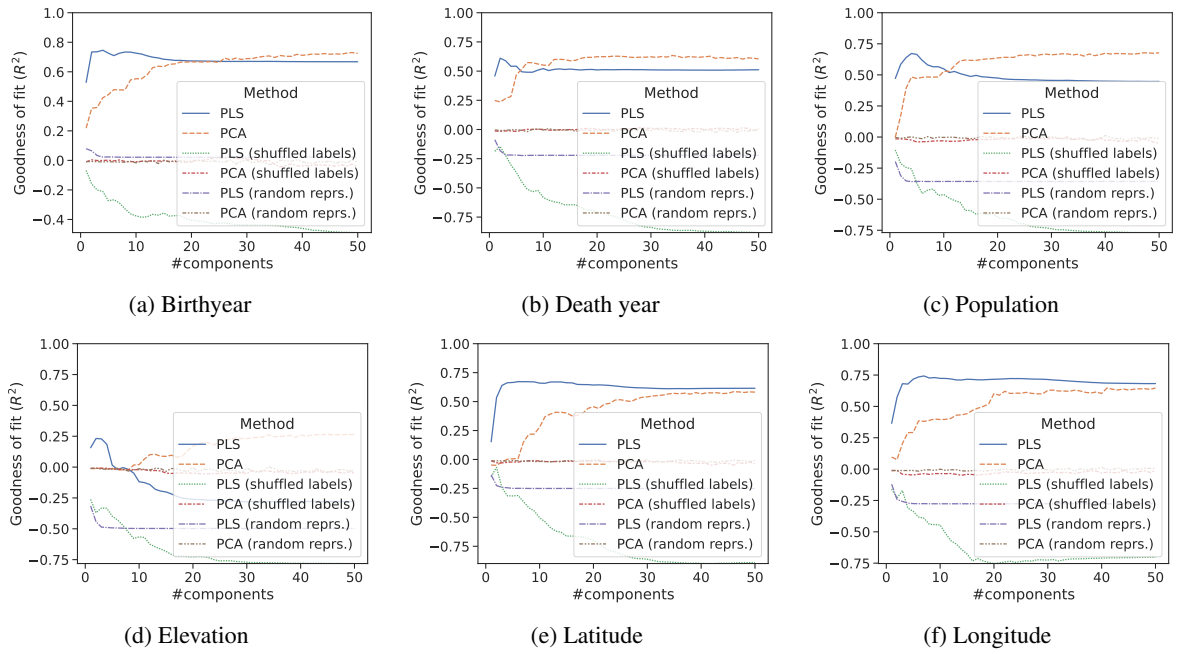 1.0
0.8
0.6
0.4
0.2
0.0
−0.2
−0.4
Goodness of fit (R²)
0 10 20 30 40 50
#components
Method
PLS
PCA
PLS (shuffled labels)
PCA (shuffled labels)
PLS (random reprs.)
PCA (random reprs.)
(a) Birthyear
1.00
0.75
0.50
0.25
0.00
−0.25
−0.50
−0.75
Goodness of fit (R²)
0 10 20 30 40 50
#components
Method
PLS
PCA
PLS (shuffled labels)
PCA (shuffled labels)
PLS (random reprs.)
PCA (random reprs.)
(b) Death year
1.00
0.75
0.50
0.25
0.00
−0.25
−0.50
−0.75
Goodness of fit (R²)
0 10 20 30 40 50
#components
Method
PLS
PCA
PLS (shuffled labels)
PCA (shuffled labels)
PLS (random reprs.)
PCA (random reprs.)
(c) Population
1.00
0.75
0.50
0.25
0.00
−0.25
−0.50
−0.75
Goodness of fit (R²)
0 10 20 30 40 50
#components
Method
PLS
PCA
PLS (shuffled labels)
PCA (shuffled labels)
PLS (random reprs.)
PCA (random reprs.)
(d) Elevation
1.00
0.75
0.50
0.25
0.00
−0.25
−0.50
−0.75
Goodness of fit (R²)
0 10 20 30 40 50
#components
Method
PLS
PCA
PLS (shuffled labels)
PCA (shuffled labels)
PLS (random reprs.)
PCA (random reprs.)
(e) Latitude
1.00
0.75
0.50
0.25
0.00
−0.25
−0.50
−0.75
Goodness of fit (R²)
0 10 20 30 40 50
#components
Method
PLS
PCA
PLS (shuffled labels)
PCA (shuffled labels)
PLS (random reprs.)
PCA (random reprs.)
(f) Longitude